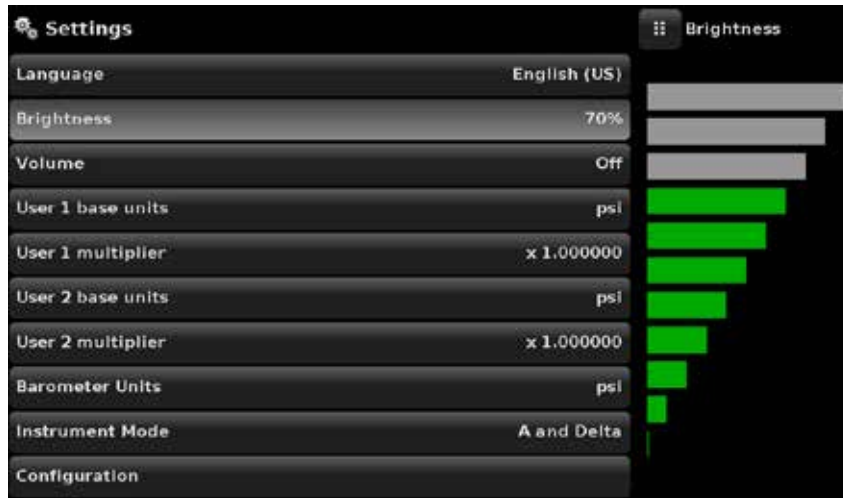 Settings
Brightness
Language English (US)
Brightness 70%
Volume Off
User 1 base units psi
User 1 multiplier x 1.000000
User 2 base units psi
User 2 multiplier x 1.000000
Barometer Units psi
Instrument Mode A and Delta
Configuration